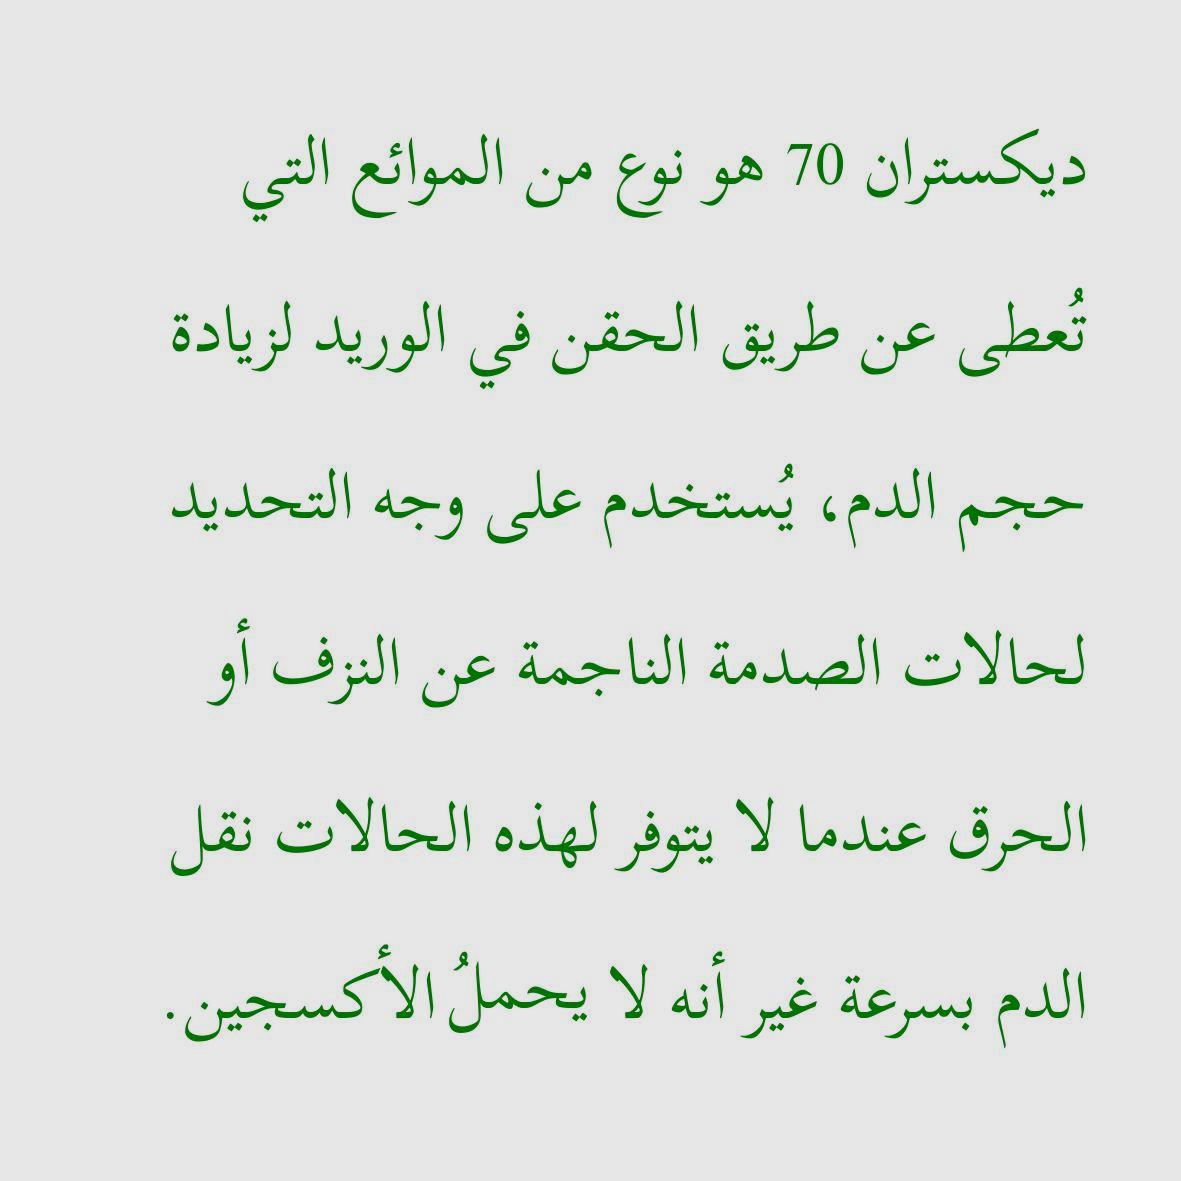 ديكستران 70 هو نوع من الموائع التي
تُعطى عن طريق الحقن في الوريد لزيادة
حجم الدم، يُستخدم على وجه التحديد
لحالات الصدمة الناجمة عن النزف أو
الحرق عندما لا يتوفر لهذه الحالات نقل
الدم بسرعة غير أنه لا يحملُ الأكسجين.